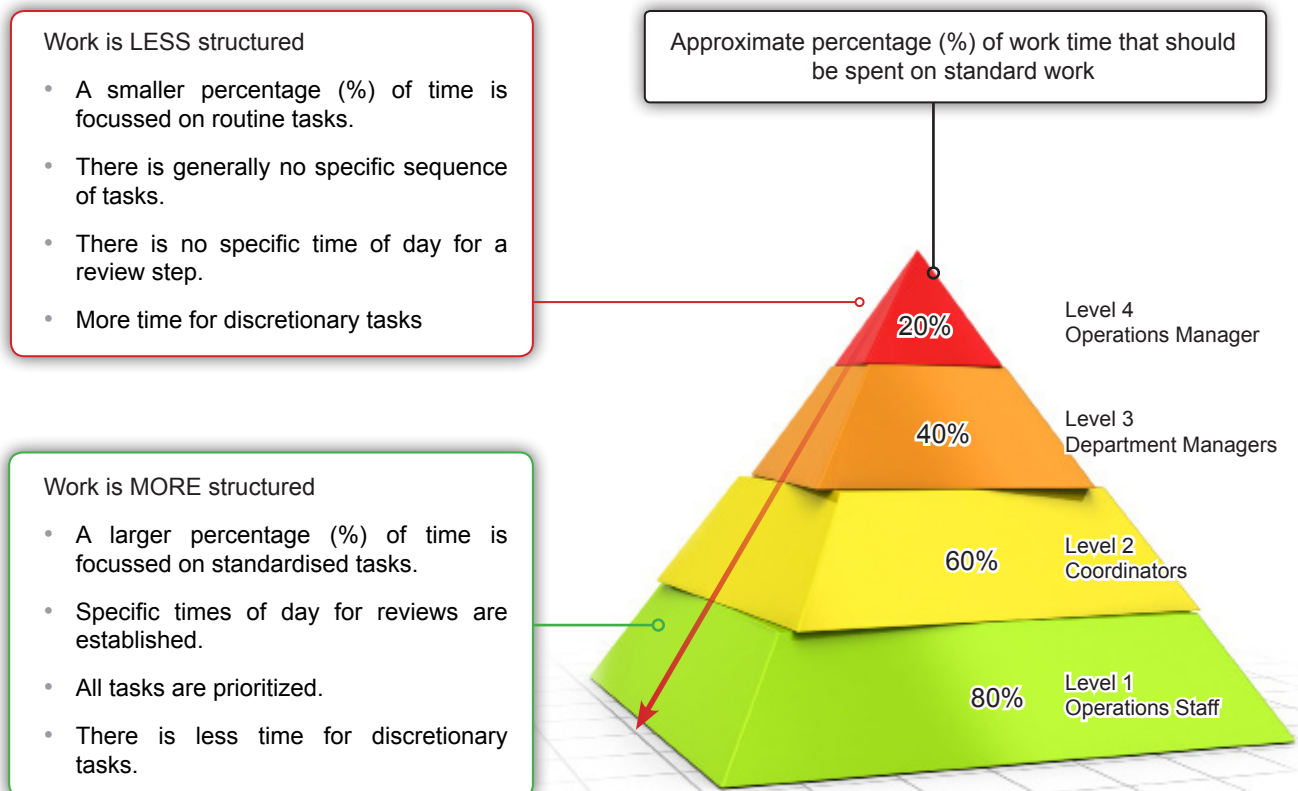 Work is LESS structured
• A smaller percentage (%) of time is
focussed on routine tasks.
• There is generally no specific sequence
of tasks.
• There is no specific time of day for a
review step.
• More time for discretionary tasks
Approximate percentage (%) of work time that should
be spent on standard work
20%
Level 4
Operations Manager
40%
Level 3
Department Managers
Work is MORE structured
• A larger percentage (%) of time is
focussed on standardised tasks.
• Specific times of day for reviews are
established.
• All tasks are prioritized.
• There is less time for discretionary
tasks.
60%
Level 2
Coordinators
80%
Level 1
Operations Staff